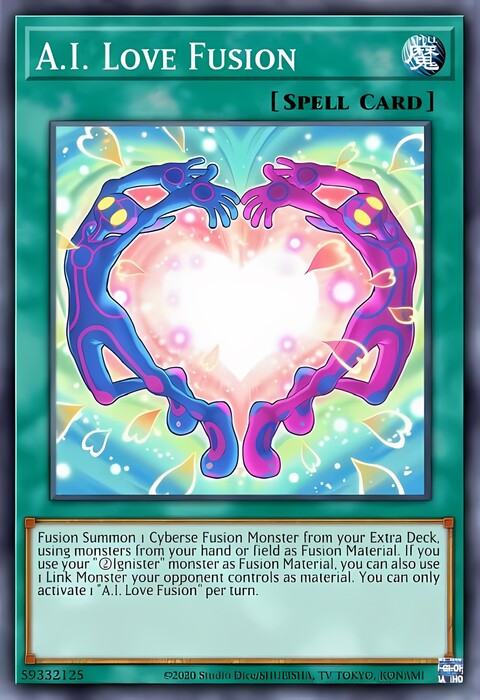 A.I. Love Fusion
[Spell Card]
Fusion Summon 1 Cyberse Fusion Monster from your Extra Deck,
using monsters from your hand or field as Fusion Material. If you
use your "②Ignister" monster as Fusion Material, you can also use
1 Link Monster your opponent controls as material. You can only
activate 1 "A.I. Love Fusion" per turn.
59332125
©2020 Studio Dice/SHUEISHA, TV TOKYO, KONAMI